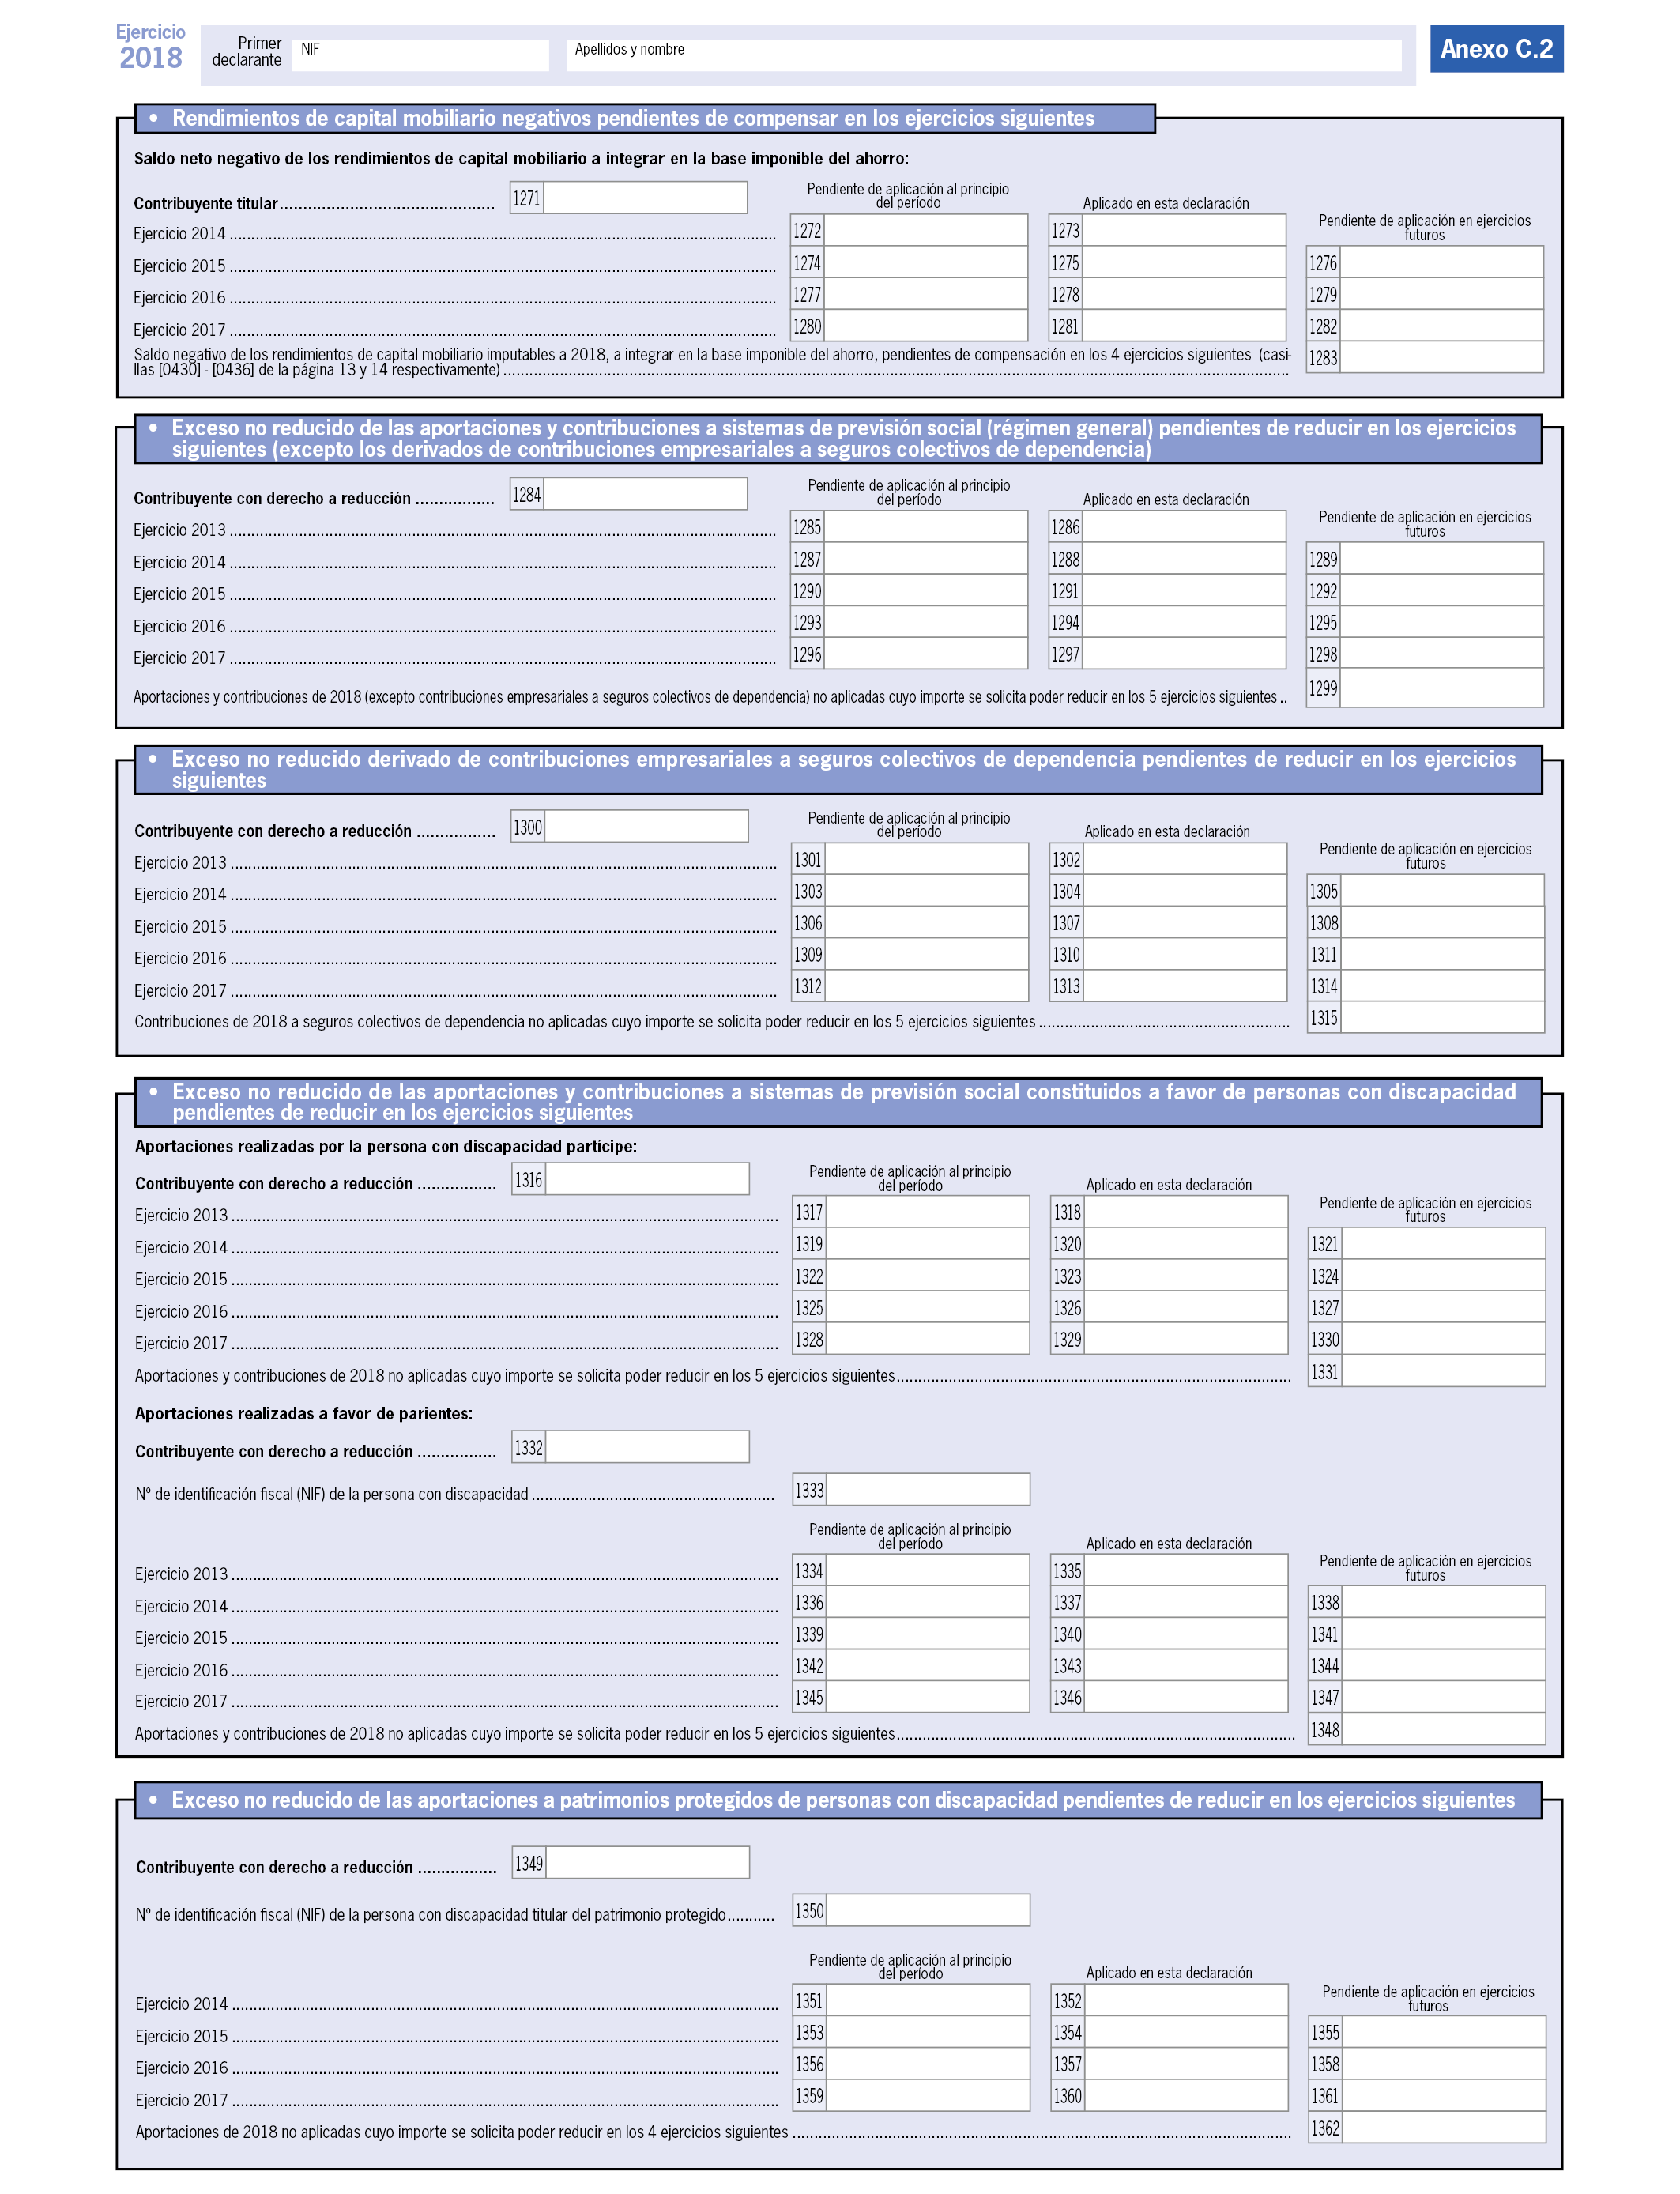 Ejercicio
2018
Primer
declarante
NIF
Apellidos y nombre
Anexo C.2
• Rendimientos de capital mobiliario negativos pendientes de compensar en los ejercicios siguientes
Saldo neto negativo de los rendimientos de capital mobiliario a integrar en la base imponible del ahorro:
Contribuyente titular.............................................. 1271
Pendiente de aplicación al principio
del período
Aplicado en esta declaración
Pendiente de aplicación en ejercicios
futuros
Ejercicio 2014 ........ 1272 1273
Ejercicio 2015 ........ 1274 1275 1276
Ejercicio 2016 ........ 1277 1278 1279
Ejercicio 2017 ........ 1280 1281 1282
Saldo negativo de los rendimientos de capital mobiliario imputables a 2018, a integrar en la base imponible del ahorro, pendientes de compensación en los 4 ejercicios siguientes (casi-
llas [0430] - [0436] de la página 13 y 14 respectivamente) ........ 1283
• Exceso no reducido de las aportaciones y contribuciones a sistemas de previsión social (régimen general) pendientes de reducir en los ejercicios
siguientes (excepto los derivados de contribuciones empresariales a seguros colectivos de dependencia)
Contribuyente con derecho a reducción ................. 1284
Pendiente de aplicación al principio
del período
Aplicado en esta declaración
Pendiente de aplicación en ejercicios
futuros
Ejercicio 2013 ........ 1285 1286
Ejercicio 2014 ........ 1287 1288 1289
Ejercicio 2015 ........ 1290 1291 1292
Ejercicio 2016 ........ 1293 1294 1295
Ejercicio 2017 ........ 1296 1297 1298
Aportaciones y contribuciones de 2018 (excepto contribuciones empresariales a seguros colectivos de dependencia) no aplicadas cuyo importe se solicita poder reducir en los 5 ejercicios siguientes .. 1299
• Exceso no reducido derivado de contribuciones empresariales a seguros colectivos de dependencia pendientes de reducir en los ejercicios
siguientes
Contribuyente con derecho a reducción ................. 1300
Pendiente de aplicación al principio
del período
Aplicado en esta declaración
Pendiente de aplicación en ejercicios
futuros
Ejercicio 2013 ........ 1301 1302
Ejercicio 2014 ........ 1303 1304 1305
Ejercicio 2015 ........ 1306 1307 1308
Ejercicio 2016 ........ 1309 1310 1311
Ejercicio 2017 ........ 1312 1313 1314
Contribuciones de 2018 a seguros colectivos de dependencia no aplicadas cuyo importe se solicita poder reducir en los 5 ejercicios siguientes ........ 1315
• Exceso no reducido de las aportaciones y contribuciones a sistemas de previsión social constituidos a favor de personas con discapacidad
pendientes de reducir en los ejercicios siguientes
Aportaciones realizadas por la persona con discapacidad partícipe:
Contribuyente con derecho a reducción ................. 1316
Pendiente de aplicación al principio
del período
Aplicado en esta declaración
Pendiente de aplicación en ejercicios
futuros
Ejercicio 2013 ........ 1317 1318
Ejercicio 2014 ........ 1319 1320 1321
Ejercicio 2015 ........ 1322 1323 1324
Ejercicio 2016 ........ 1325 1326 1327
Ejercicio 2017 ........ 1328 1329 1330
Aportaciones y contribuciones de 2018 no aplicadas cuyo importe se solicita poder reducir en los 5 ejercicios siguientes........ 1331
Aportaciones realizadas a favor de parientes:
Contribuyente con derecho a reducción ................. 1332
Nº de identificación fiscal (NIF) de la persona con discapacidad ........ 1333
Pendiente de aplicación al principio
del período
Aplicado en esta declaración
Pendiente de aplicación en ejercicios
futuros
Ejercicio 2013 ........ 1334 1335
Ejercicio 2014 ........ 1336 1337 1338
Ejercicio 2015 ........ 1339 1340 1341
Ejercicio 2016 ........ 1342 1343 1344
Ejercicio 2017 ........ 1345 1346 1347
Aportaciones y contribuciones de 2018 no aplicadas cuyo importe se solicita poder reducir en los 5 ejercicios siguientes........ 1348
• Exceso no reducido de las aportaciones a patrimonios protegidos de personas con discapacidad pendientes de reducir en los ejercicios siguientes
Contribuyente con derecho a reducción ................. 1349
Nº de identificación fiscal (NIF) de la persona con discapacidad titular del patrimonio protegido........... 1350
Pendiente de aplicación al principio
del período
Aplicado en esta declaración
Pendiente de aplicación en ejercicios
futuros
Ejercicio 2014 ........ 1351 1352
Ejercicio 2015 ........ 1353 1354 1355
Ejercicio 2016 ........ 1356 1357 1358
Ejercicio 2017 ........ 1359 1360 1361
Aportaciones de 2018 no aplicadas cuyo importe se solicita poder reducir en los 4 ejercicios siguientes ........ 1362